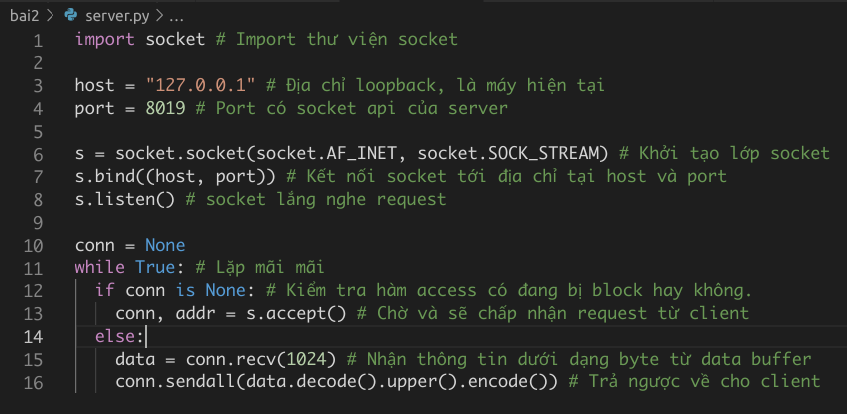 bai2 > server.py > ...
1 import socket # Import thư viện socket
2
3 host = "127.0.0.1" # Địa chỉ loopback, là máy hiện tại
4 port = 8019 # Port có socket api của server
5
6 s = socket.socket(socket.AF_INET, socket.SOCK_STREAM) # Khởi tạo lớp socket
7 s.bind((host, port)) # Kết nối socket tới địa chỉ tại host và port
8 s.listen() # socket lắng nghe request
9
10 conn = None
11 while True: # Lặp mãi mãi
12   if conn is None: # Kiểm tra hàm access có đang bị block hay không.
13     conn, addr = s.accept() # Chờ và sẽ chấp nhận request từ client
14   else:
15     data = conn.recv(1024) # Nhận thông tin dưới dạng byte từ data buffer
16     conn.sendall(data.decode().upper().encode()) # Trả ngược về cho client